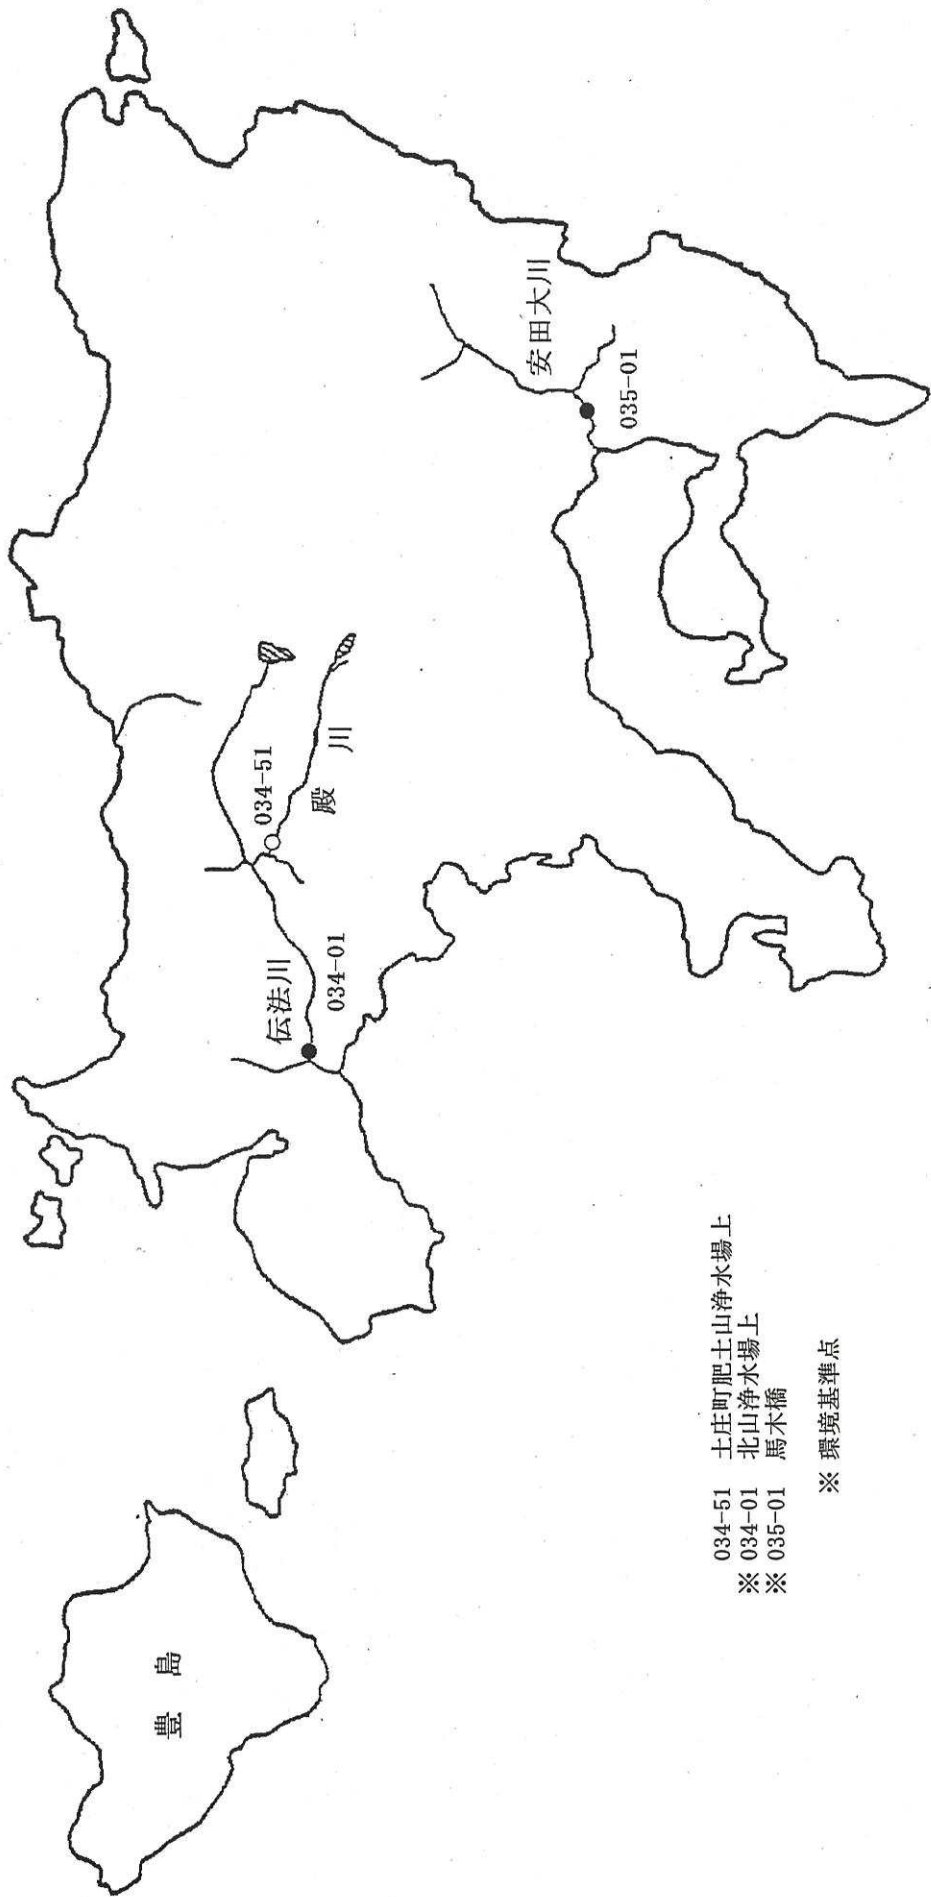 豊島
伝法川
034-01
034-51
殿川
安田大川
035-01
034-51 土庄町肥土山浄水場上
※ 034-01 北山浄水場上
※ 035-01 馬木橋
※ 環境基準点